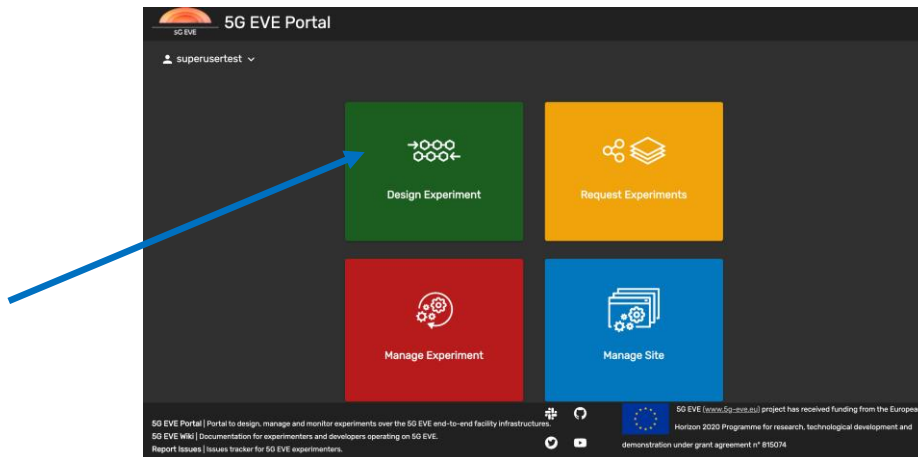 5G EVE
5G EVE Portal
superusertest
Design Experiment
Request Experiments
Manage Experiment
Manage Site
5G EVE Portal | Portal to design, manage and monitor experiments over the 5G EVE end-to-end facility infrastructures.
5G EVE Wiki | Documentation for experimenters and developers operating on 5G EVE.
Report Issues | Issues tracker for 5G EVE experimenters.
5G EVE (www.5g-eve.eu) project has received funding from the Europea
Horizon 2020 Programme for research, technological development and
demonstration under grant agreement n° 815074